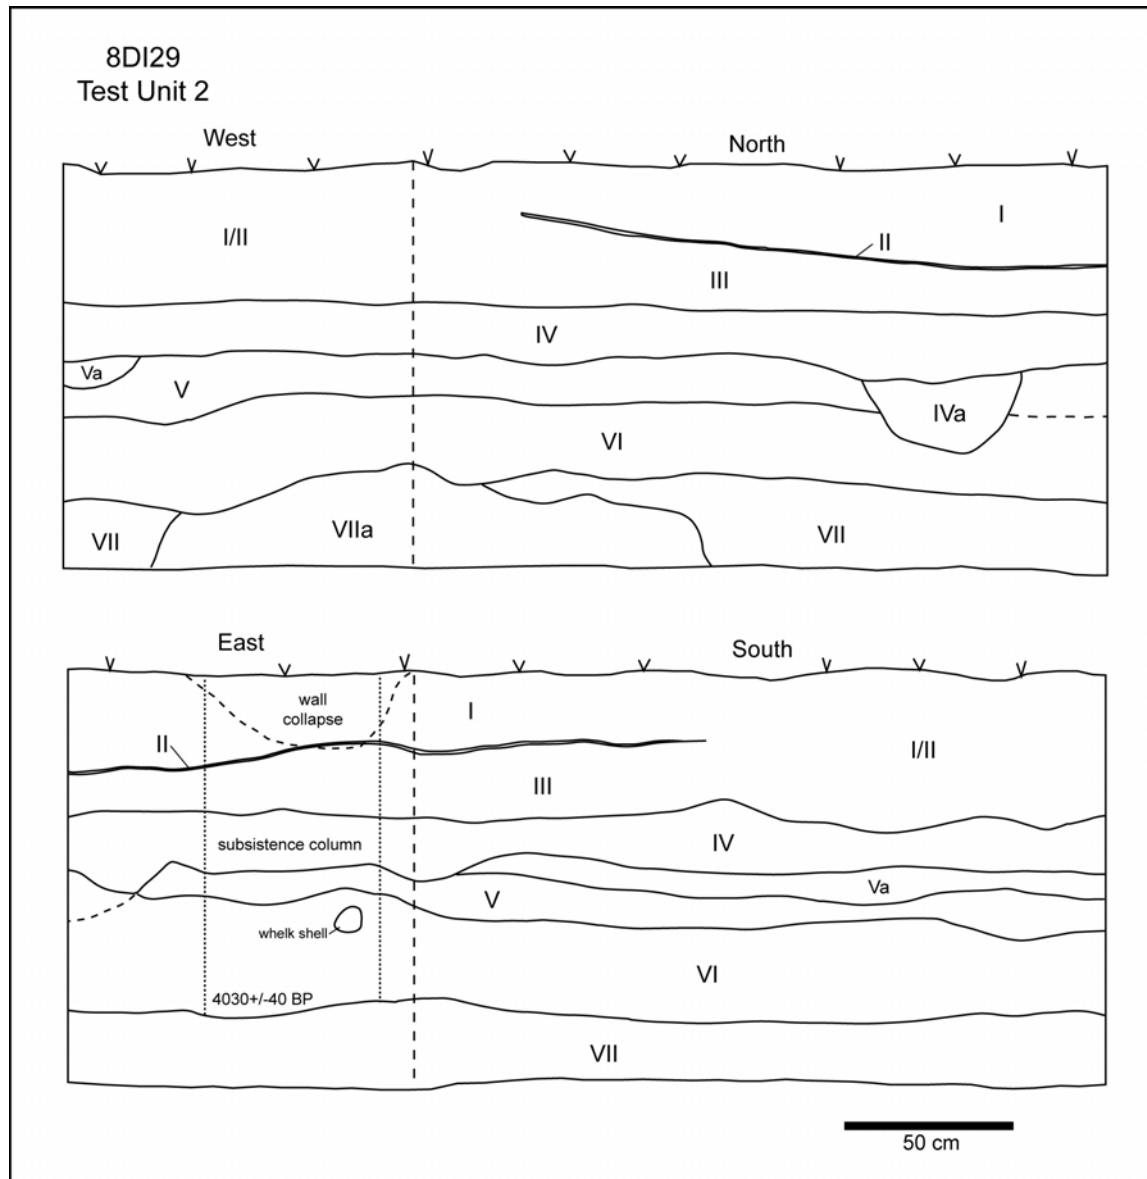 8DI29
Test Unit 2
West
North
I/II
I
II
III
IV
Va
V
IVa
VI
VII
VIIa
VII
East
South
wall
collapse
I
II
I/II
III
subsistence column
IV
Va
V
whelk shell
VI
4030+/-40 BP
VII
50 cm